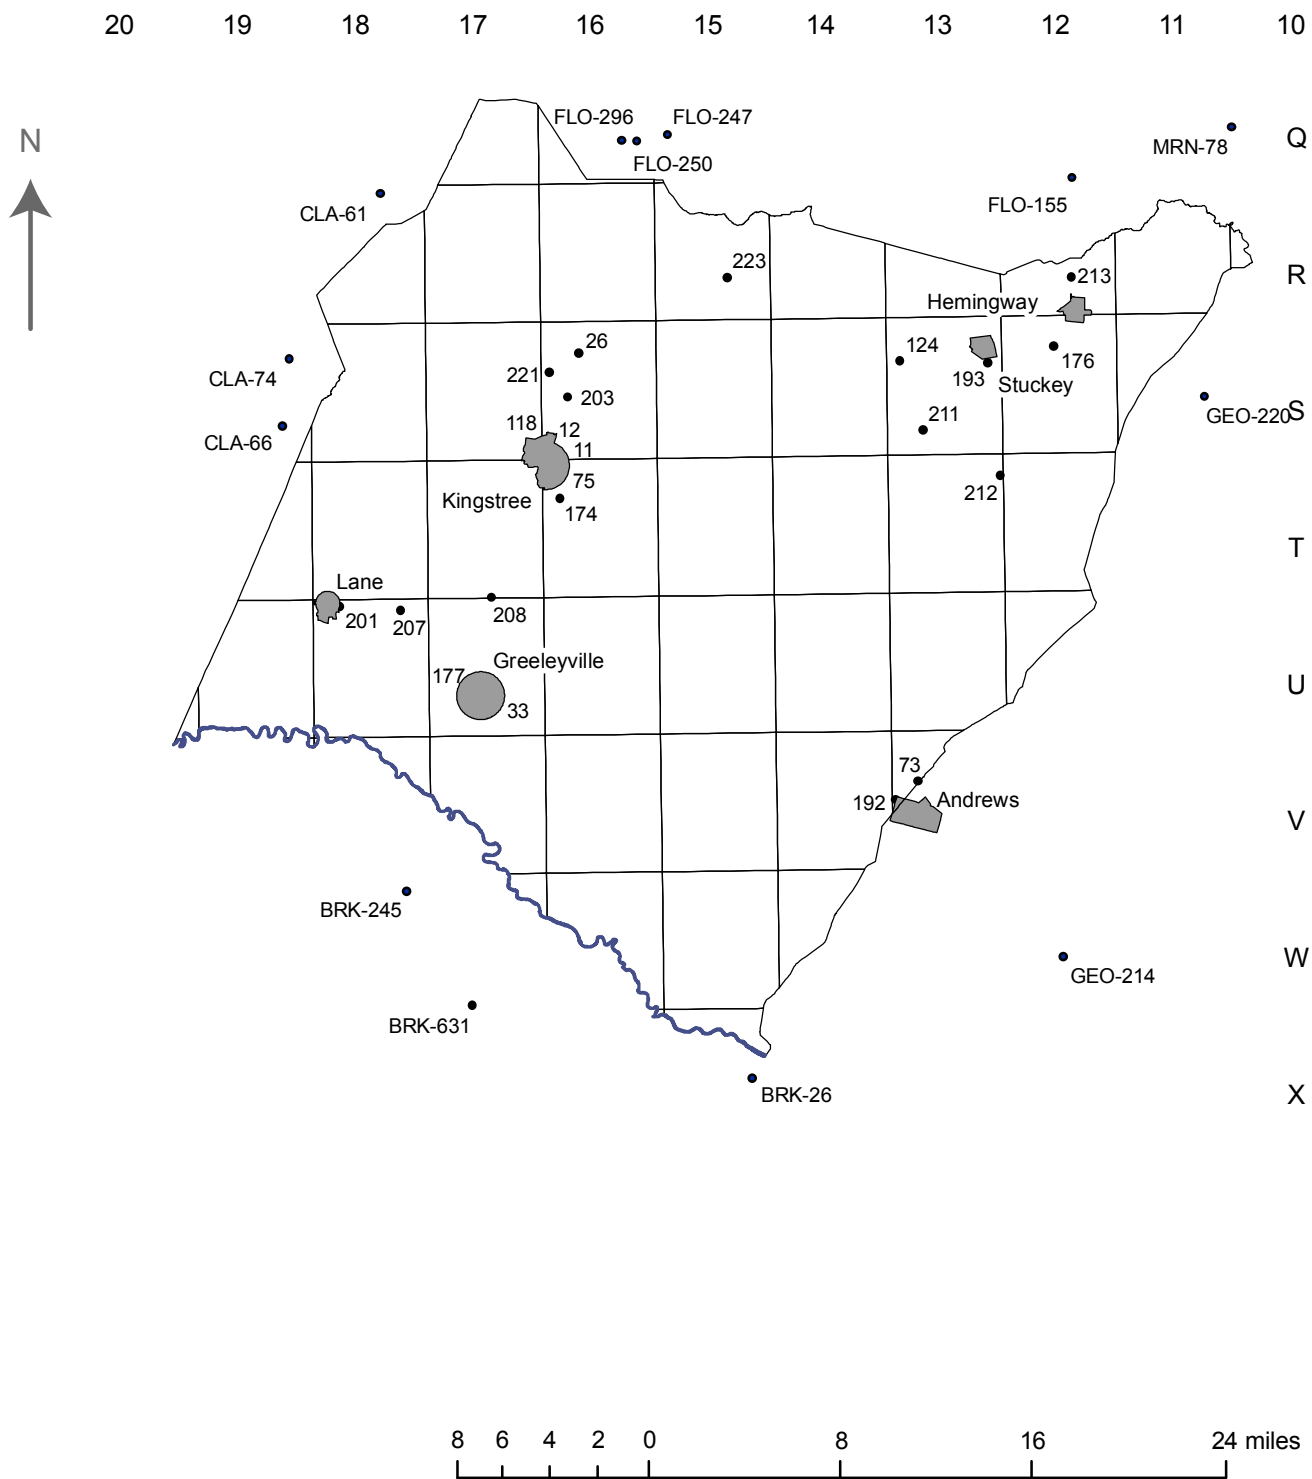 20 19 18 17 16 15 14 13 12 11 10
FLO-296 FLO-247
N
MRN-78 Q
FLO-250
FLO-155
CLA-61
223
213 R
Hemingway
26
124
CLA-74 221
193 176
Stuckey
203
211 GEO-220 S
118 12
CLA-66
11
75
Kingstree 212
174
T
Lane
201 207 208
Greeleyville
177 U
33
73
192 Andrews
V
BRK-245
W
GEO-214
BRK-631
BRK-26 X
8 6 4 2 0 8 16 24 miles